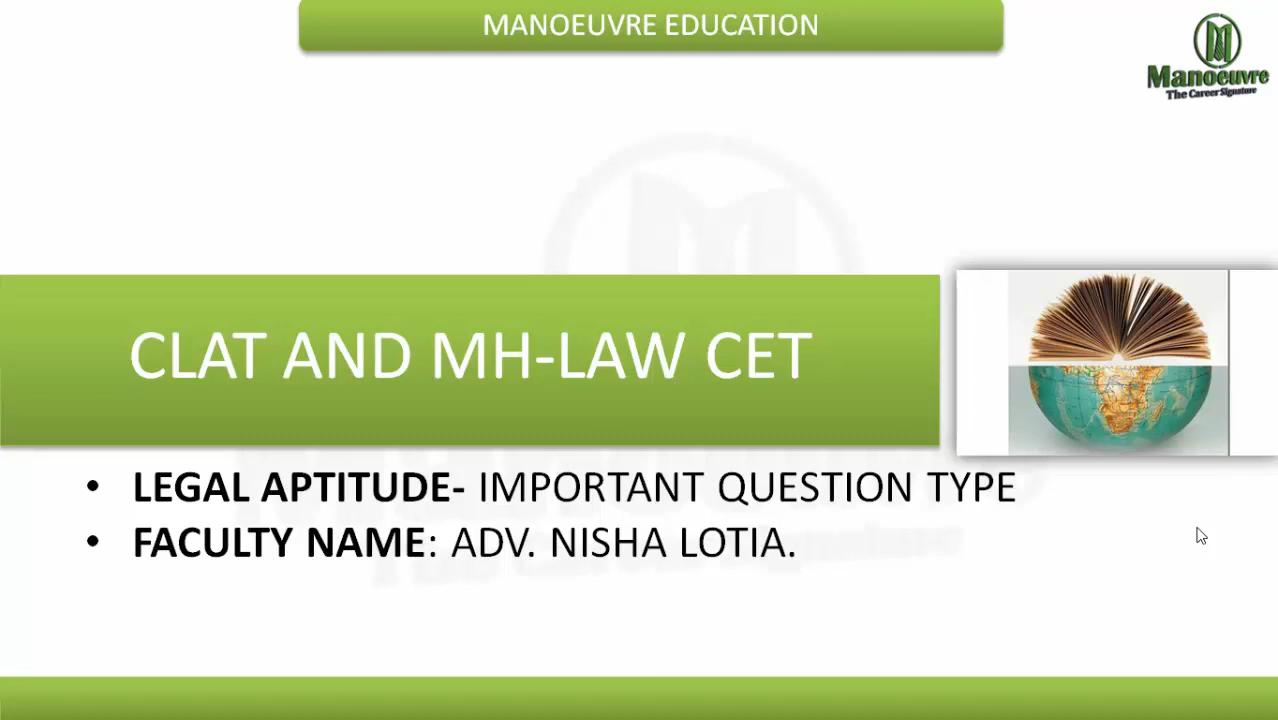 MANOEUVRE EDUCATION
Manoeuvre
The Career Signature
CLAT AND MH-LAW CET
• LEGAL APTITUDE- IMPORTANT QUESTION TYPE
• FACULTY NAME: ADV. NISHA LOTIA.